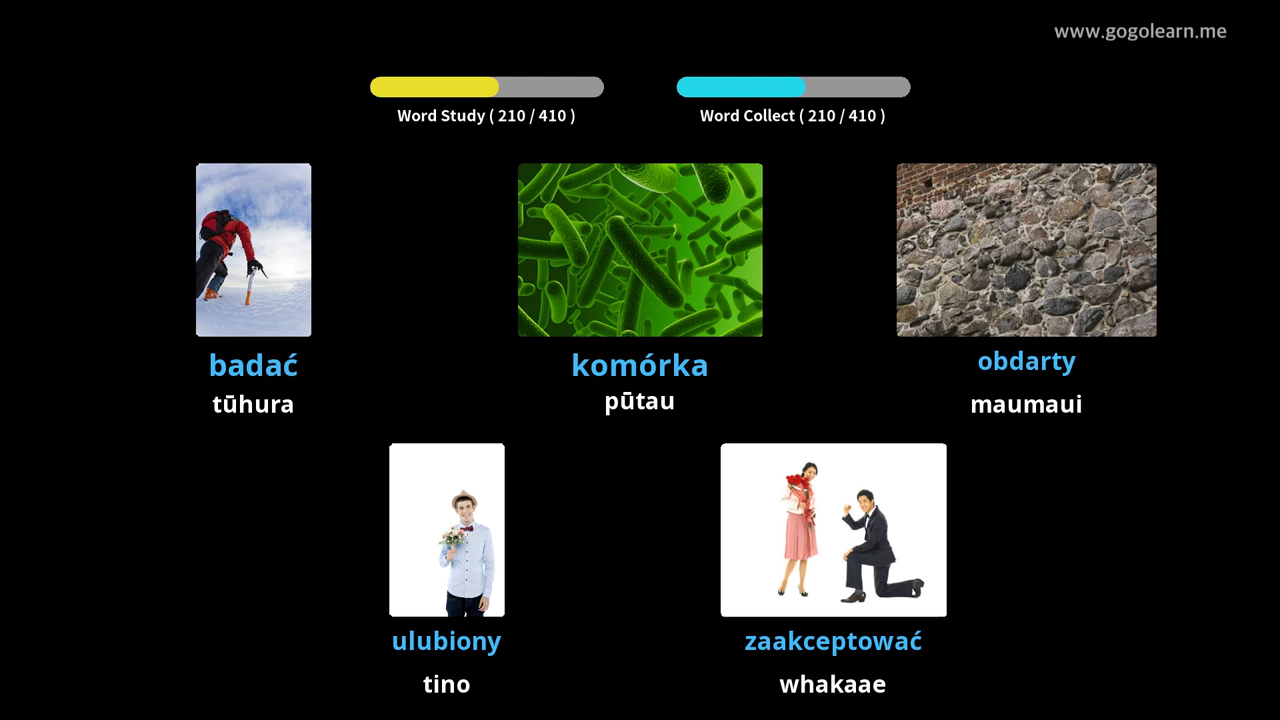 www.gogolearn.me
Word Study ( 210 / 410 )
Word Collect ( 210 / 410 )
badać
tūhura
komórka
pūtau
obdarty
maumaui
ulubiony
tino
zaakceptować
whakaae